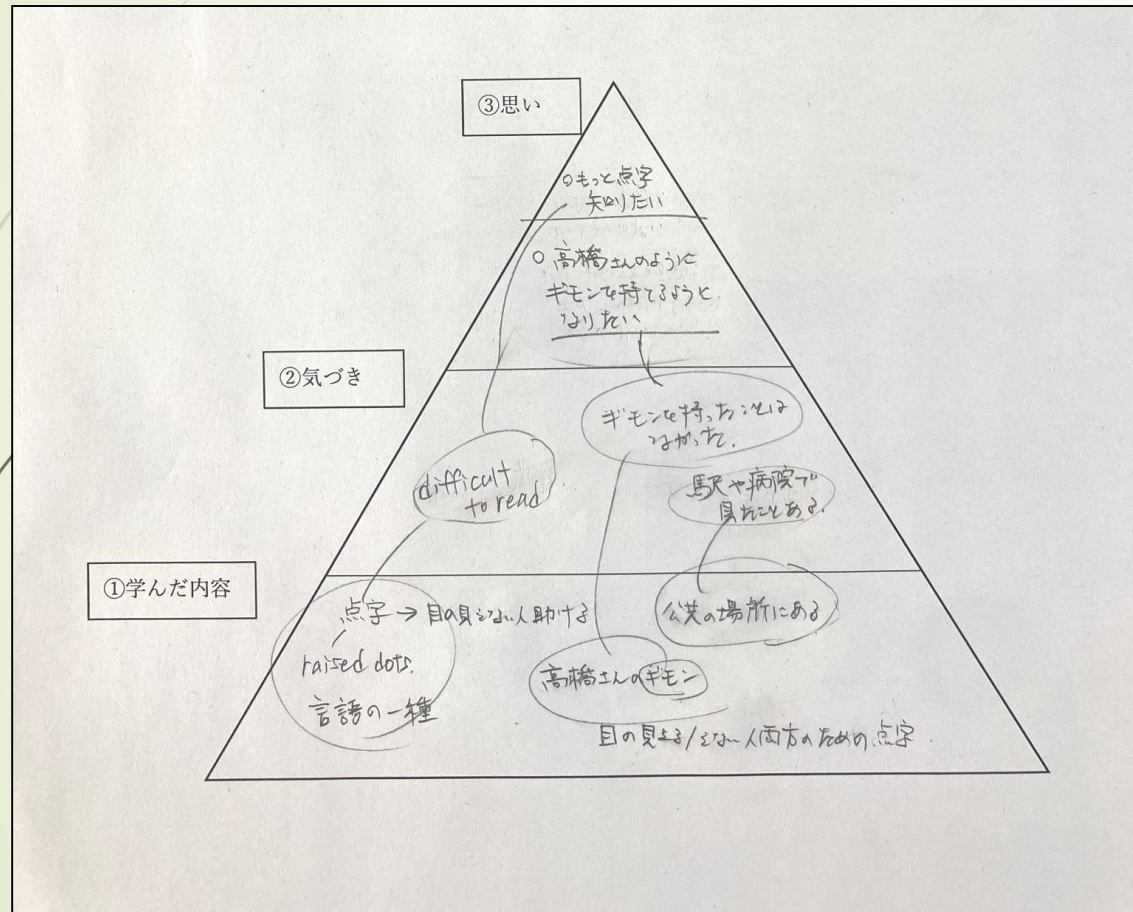 ③思い
○もっと点字
知りたい
○高橋さんのように
ギモンを持てるように
なりたい
②気づき
ギモンを持ったことは
なかった.
difficult
to read
駅や病院で
見たことある.
①学んだ内容
点字→目の見えない人助ける
公共の場所にある
raised dots.
高橋さんのギモン
言語の一種
目の見える/えない人両方のための点字